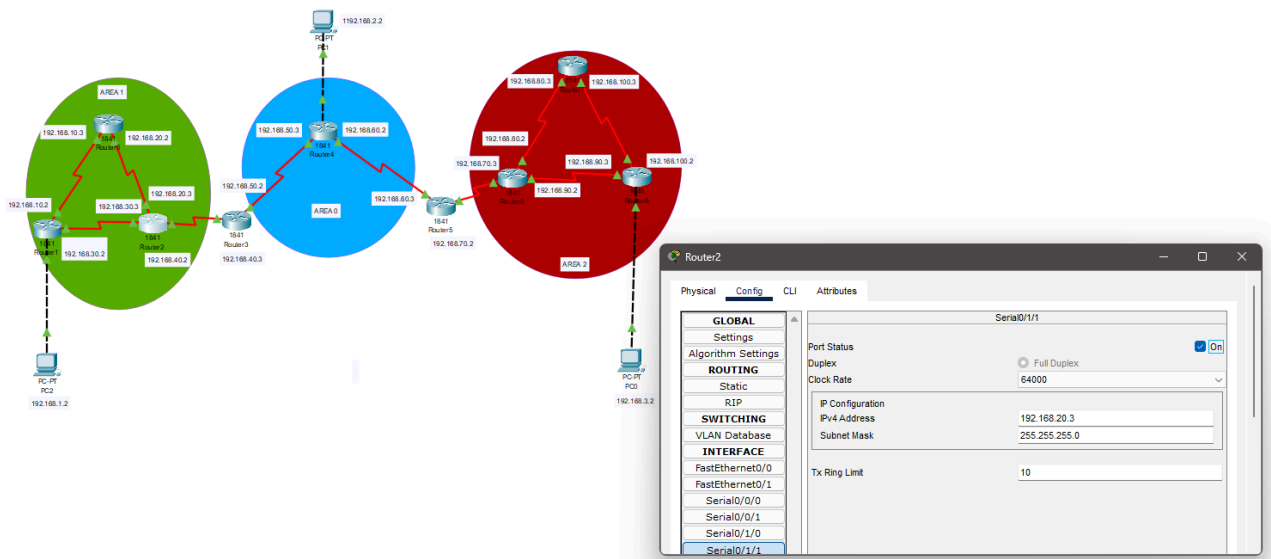 1192.168.2.2
PC-PT
PC1
AREA 1
192.168.10.3
192.168.20.2
1841
Router0
192.168.10.2
192.168.30.3
192.168.20.3
1841
Router1
192.168.30.2
1841
Router2
192.168.40.2
192.168.50.2
1841
Router3
192.168.40.3
192.168.50.3
192.168.60.2
1841
Router4
AREA 0
192.168.60.3
1841
Router5
192.168.70.2
192.168.80.3
192.168.100.3
192.168.80.2
192.168.70.3
192.168.90.3
192.168.100.2
192.168.90.2
1841
AREA 2
PC-PT
PC2
192.168.1.2
PC-PT
PC0
192.168.3.2
Router2
Physical
Config
CLI
Attributes
GLOBAL
Settings
Algorithm Settings
ROUTING
Static
RIP
SWITCHING
VLAN Database
INTERFACE
FastEthernet0/0
FastEthernet0/1
Serial0/0/0
Serial0/0/1
Serial0/1/0
Serial0/1/1
Serial0/1/1
Port Status
On
Duplex
Full Duplex
Clock Rate
64000
IP Configuration
IPv4 Address
192.168.20.3
Subnet Mask
255.255.255.0
Tx Ring Limit
10